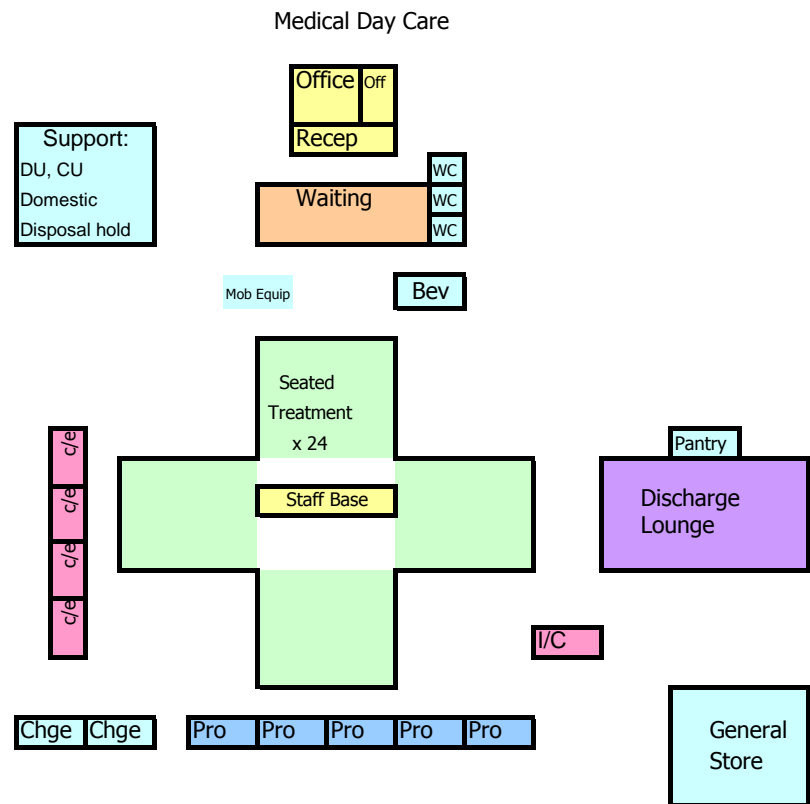 Medical Day Care
Office
Off
Recep
Support:
DU, CU
Domestic
Disposal hold
WC
Waiting
WC
WC
Mob Equip
Bev
Seated
Treatment
x 24
c/e
Pantry
Staff Base
c/e
Discharge
Lounge
c/e
c/e
I/C
Chge
Chge
Pro
Pro
Pro
Pro
Pro
General
Store